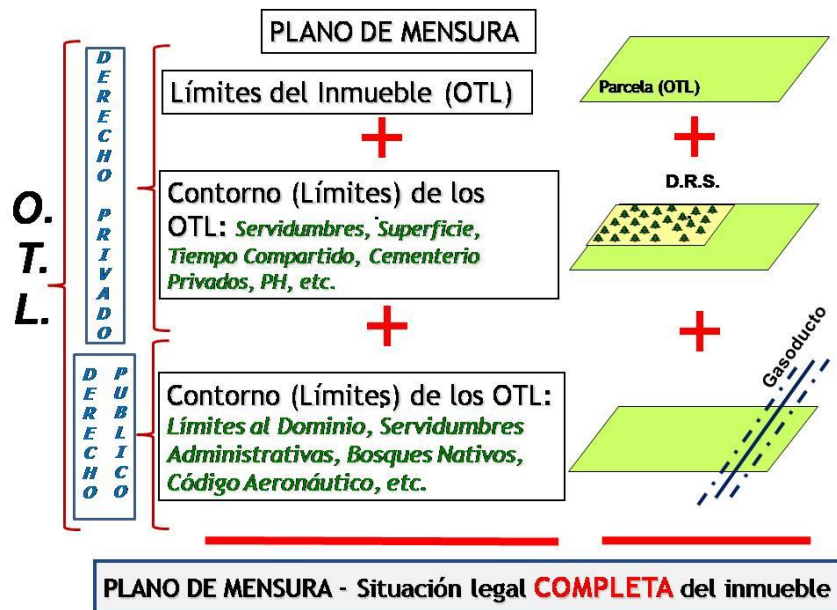 PLANO DE MENSURA
O.
T.
L.
DERECHO PRIVADO
Límites del Inmueble (OTL)
Parcela (OTL)
+
+
Contorno (Límites) de los
OTL: Servidumbres, Superficie,
Tiempo Compartido, Cementerio
Privados, PH, etc.
D.R.S.
+
+
DERECHO PUBLICO
Contorno (Límites) de los OTL:
Límites al Dominio, Servidumbres
Administrativas, Bosques Nativos,
Código Aeronáutico, etc.
Gasoducto
PLANO DE MENSURA - Situación legal COMPLETA del inmueble